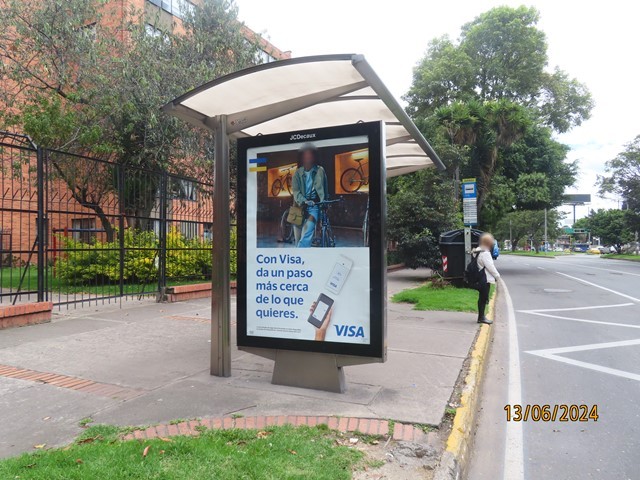 JCDecaux
Con Visa,
da un paso
más cerca
de lo que
quieres.
VISA
13/06/2024